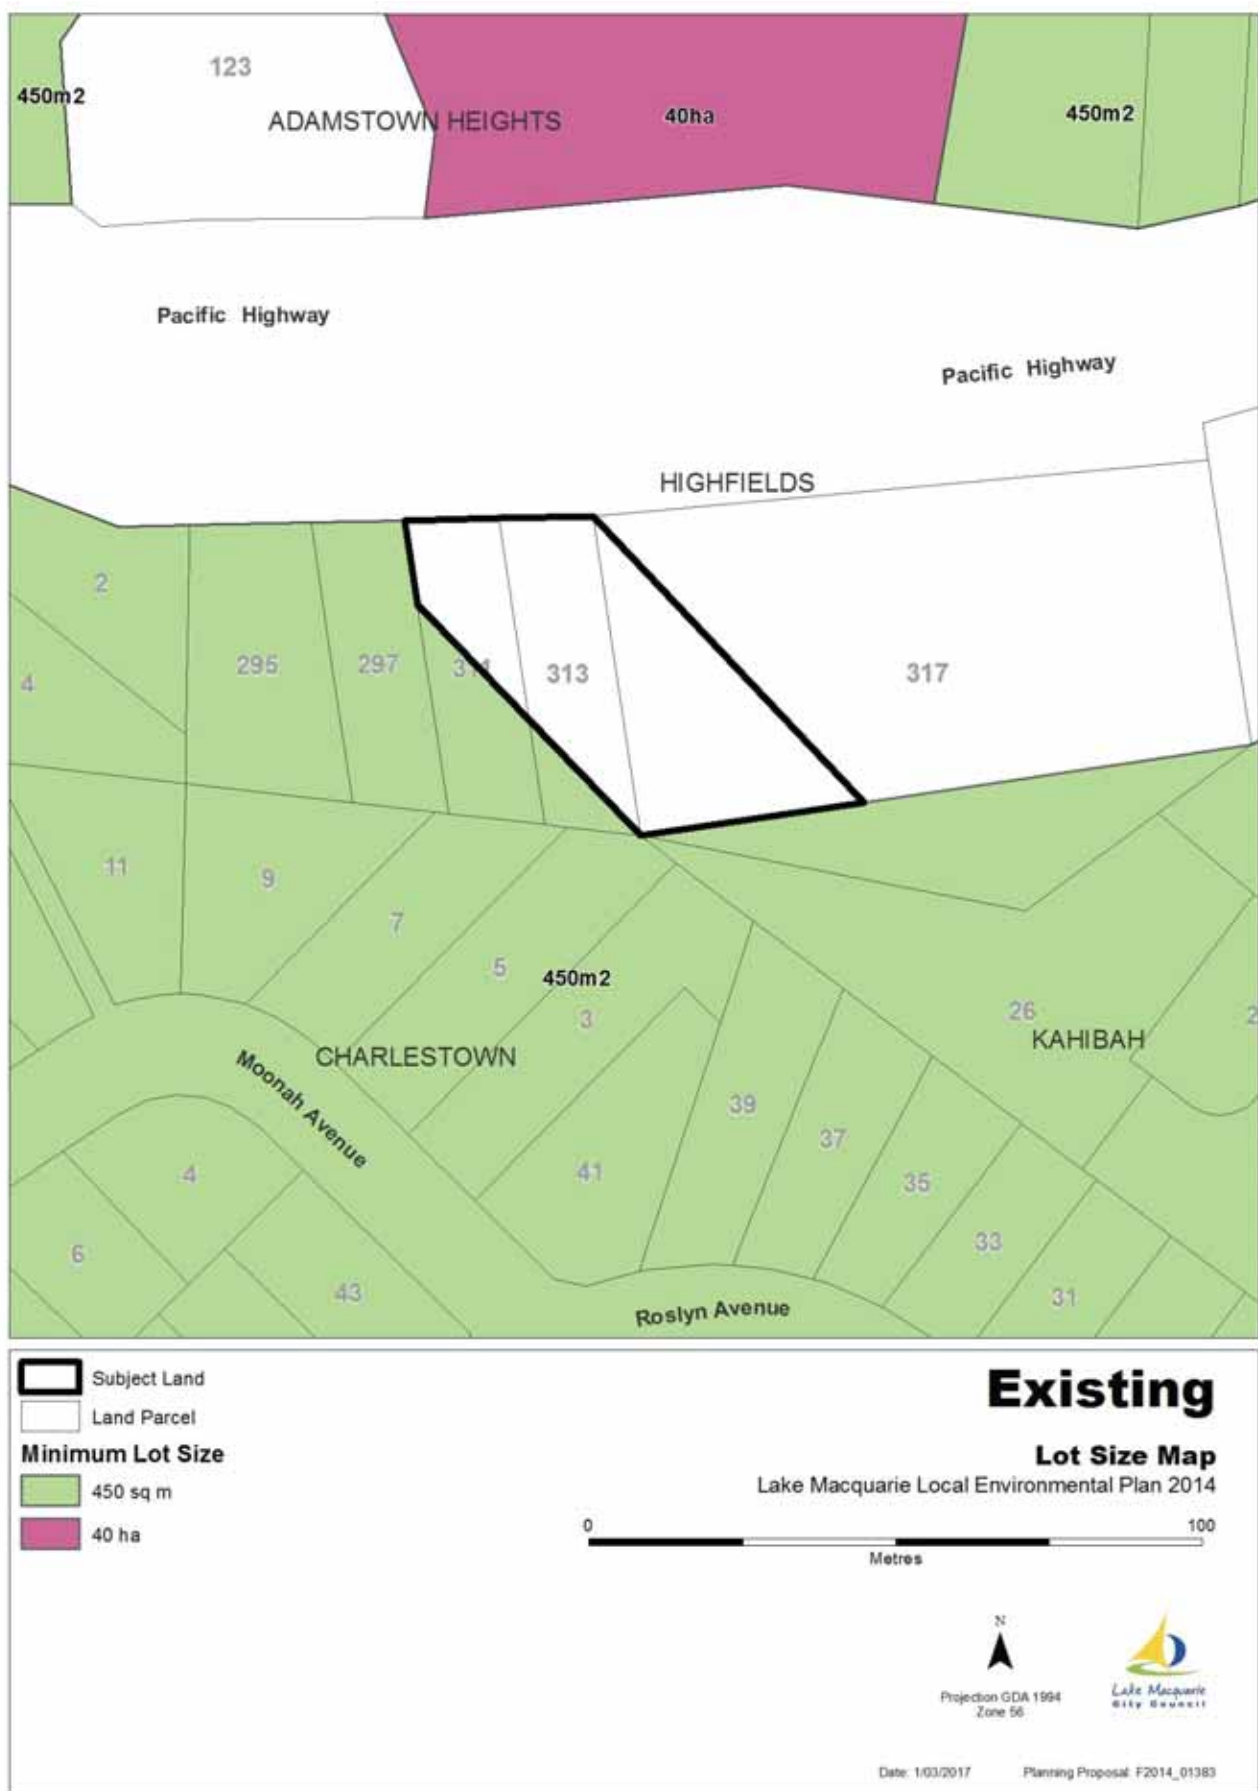 123
450m2
ADAMSTOWN HEIGHTS
40ha
450m2
Pacific Highway
Pacific Highway
HIGHFIELDS
2
4
295
297
311
313
317
11
9
7
5
450m2
3
26
2
KAHIBAH
CHARLESTOWN
Moonah Avenue
39
37
41
35
4
33
6
43
31
Roslyn Avenue
Subject Land
Land Parcel
Minimum Lot Size
450 sq m
40 ha
Existing
Lot Size Map
Lake Macquarie Local Environmental Plan 2014
0 100
Metres
N
Projection GDA 1994
Zone 56
Lake Macquarie
City Council
Date: 1/03/2017 Planning Proposal: F2014_01383